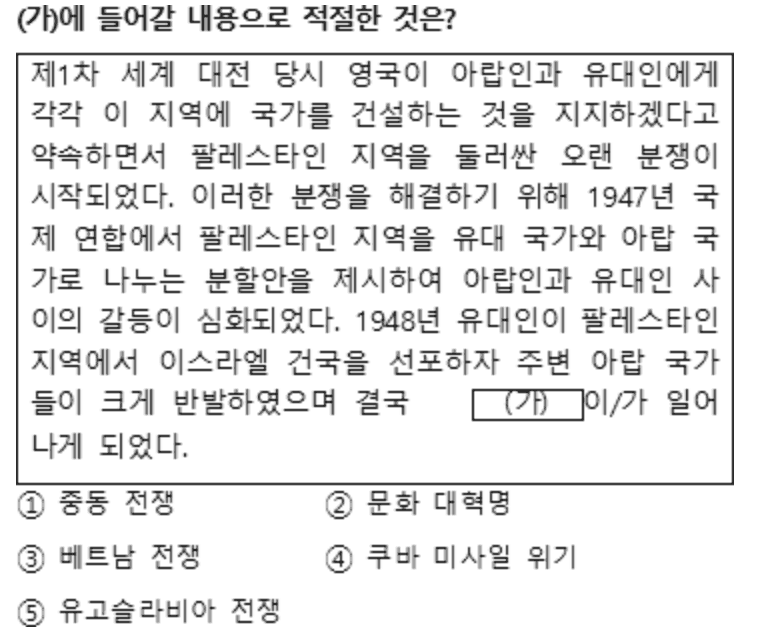 (가)에 들어갈 내용으로 적절한 것은?
제1차 세계 대전 당시 영국이 아랍인과 유대인에게
각각 이 지역에 국가를 건설하는 것을 지지하겠다고
약속하면서 팔레스타인 지역을 둘러싼 오랜 분쟁이
시작되었다. 이러한 분쟁을 해결하기 위해 1947년 국
제 연합에서 팔레스타인 지역을 유대 국가와 아랍 국
가로 나누는 분할안을 제시하여 아랍인과 유대인 사
이의 갈등이 심화되었다. 1948년 유대인이 팔레스타인
지역에서 이스라엘 건국을 선포하자 주변 아랍 국가
들이 크게 반발하였으며 결국 (가) 이/가 일어
나게 되었다.
① 중동 전쟁 ② 문화 대혁명
③ 베트남 전쟁 ④ 쿠바 미사일 위기
⑤ 유고슬라비아 전쟁